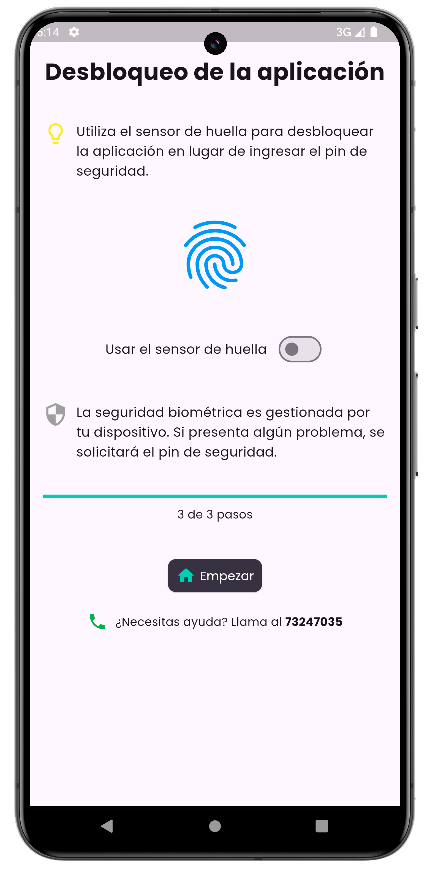 3G
Desbloqueo de la aplicación
Utiliza el sensor de huella para desbloquear
la aplicación en lugar de ingresar el pin de
seguridad.
Usar el sensor de huella
La seguridad biométrica es gestionada por
tu dispositivo. Si presenta algún problema, se
solicitará el pin de seguridad.
3 de 3 pasos
Empezar
¿Necesitas ayuda? Llama al 73247035